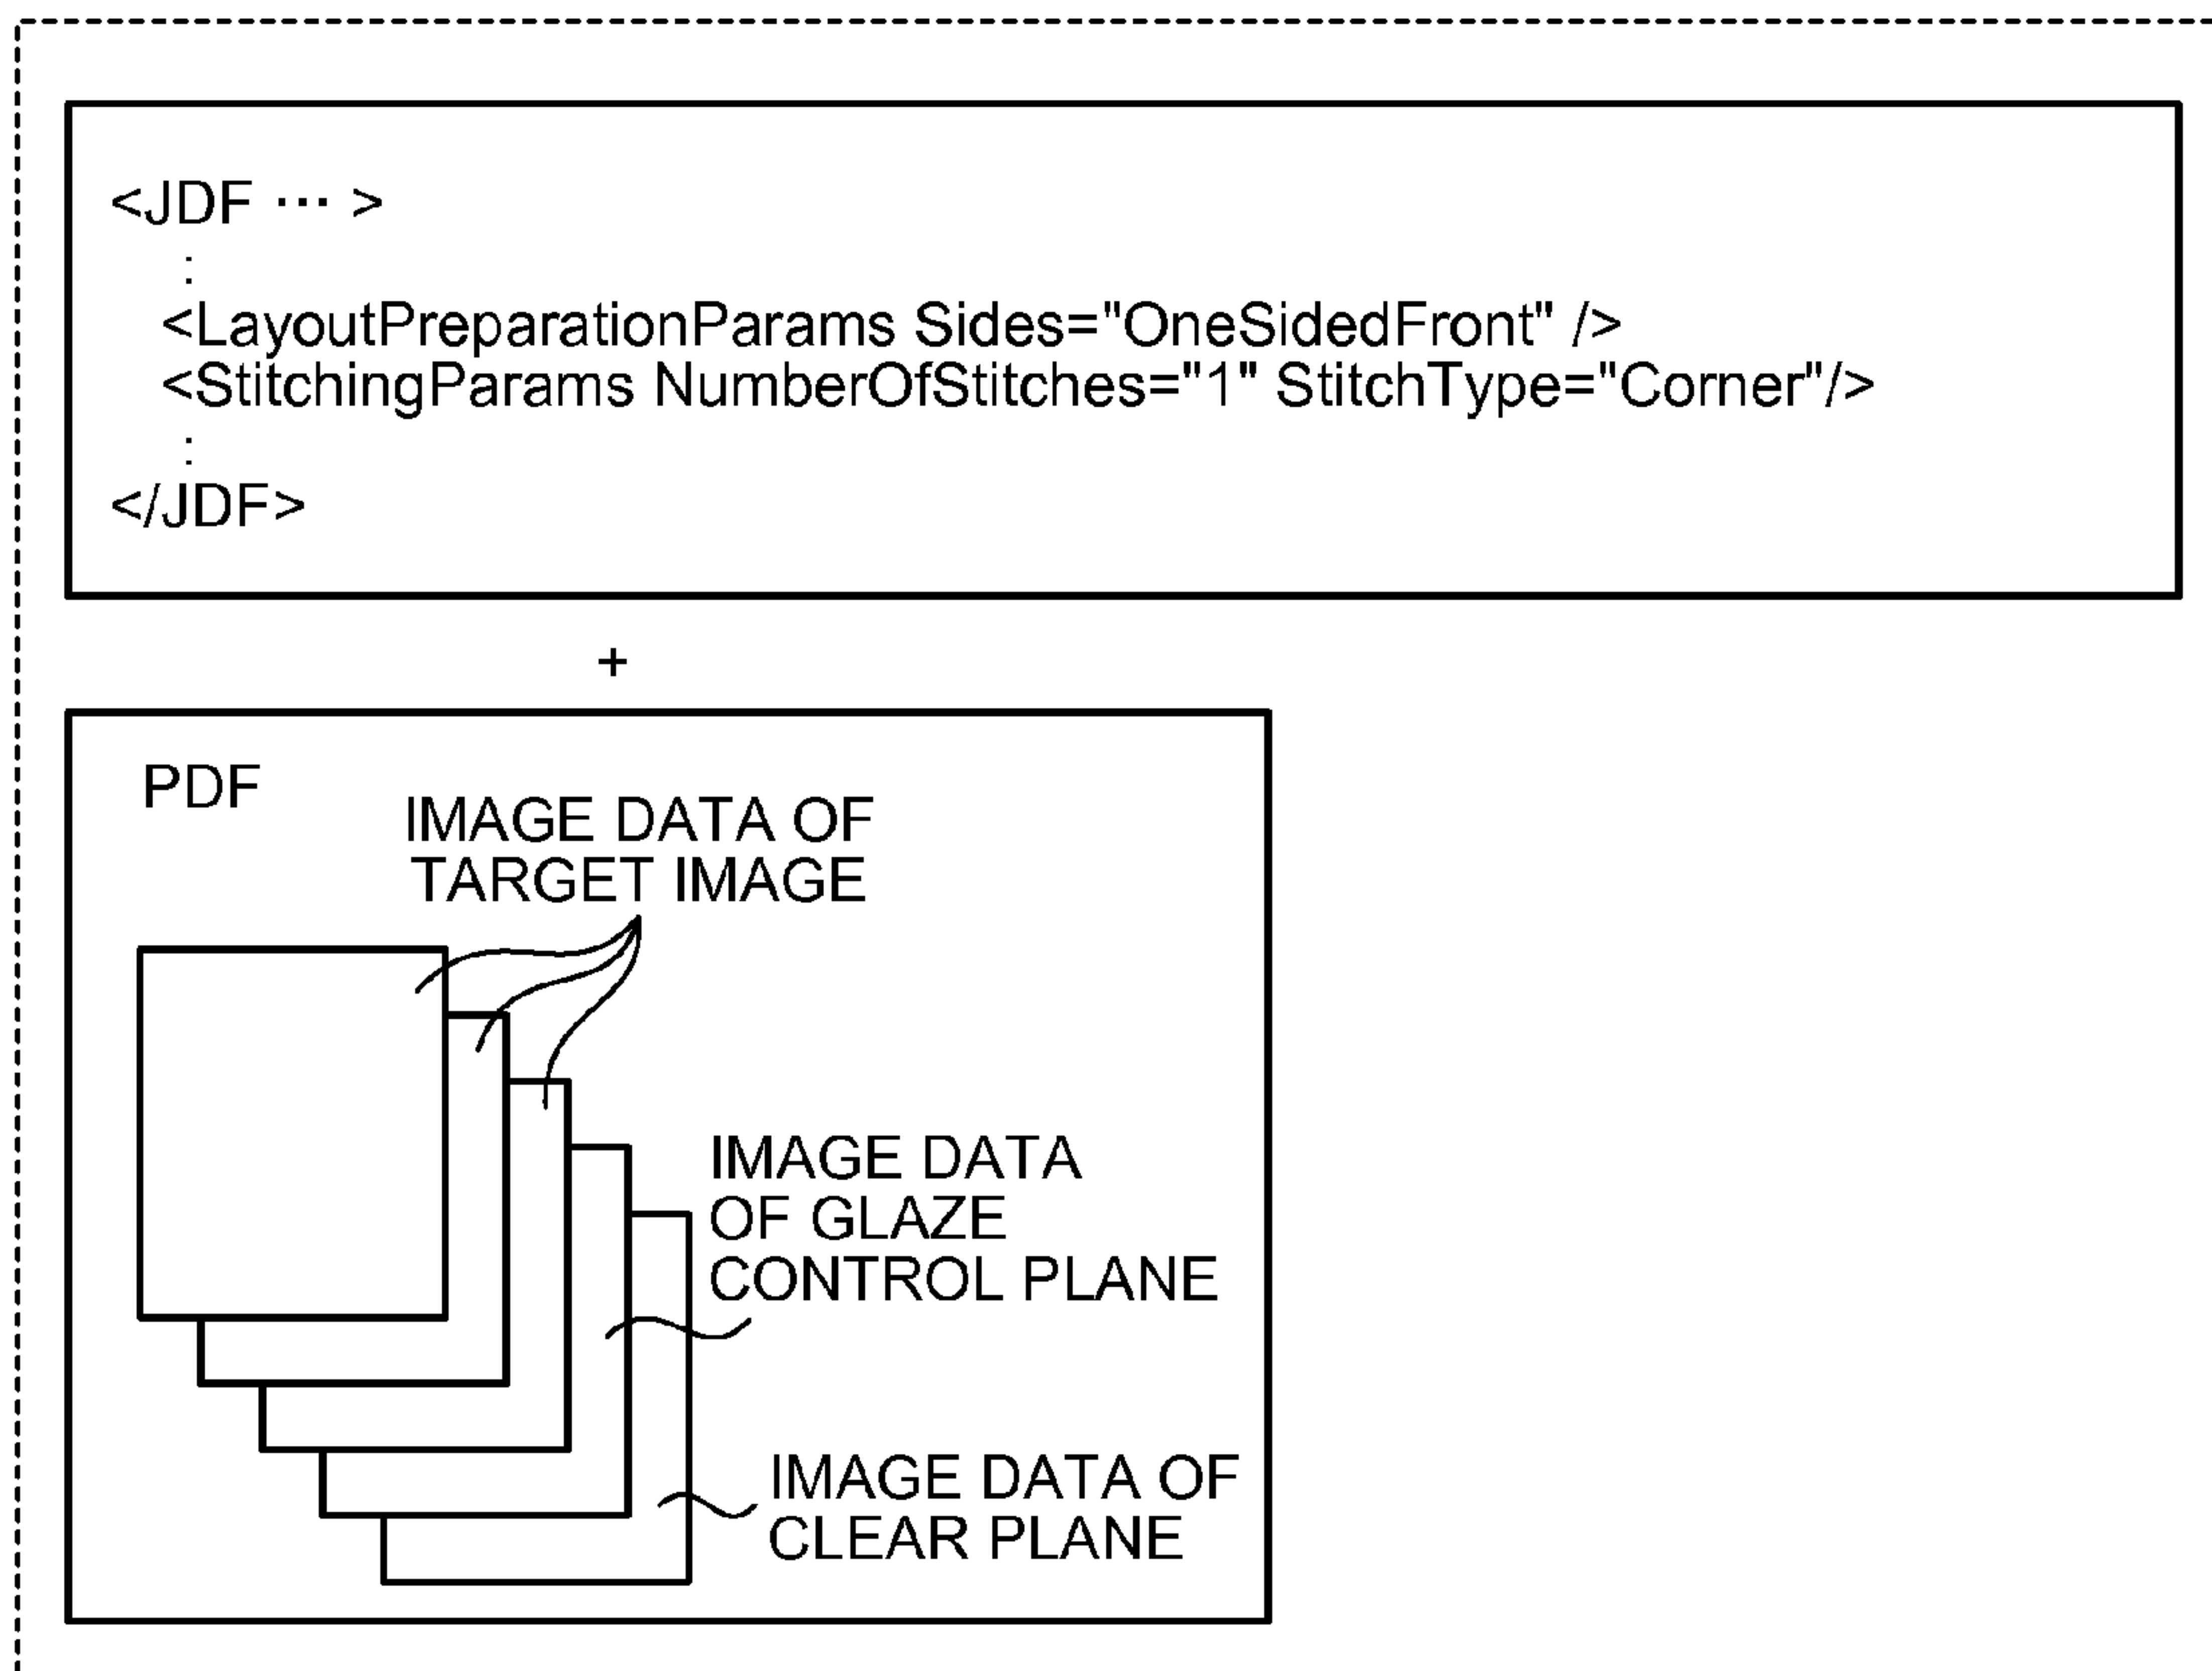 <JDF ··· >
:
<LayoutPreparationParams Sides="OneSidedFront" />
<StitchingParams NumberOfStitches="1" StitchType="Corner"/>
:
</JDF>
+
PDF
IMAGE DATA OF
TARGET IMAGE
IMAGE DATA
OF GLAZE
CONTROL PLANE
IMAGE DATA OF
CLEAR PLANE